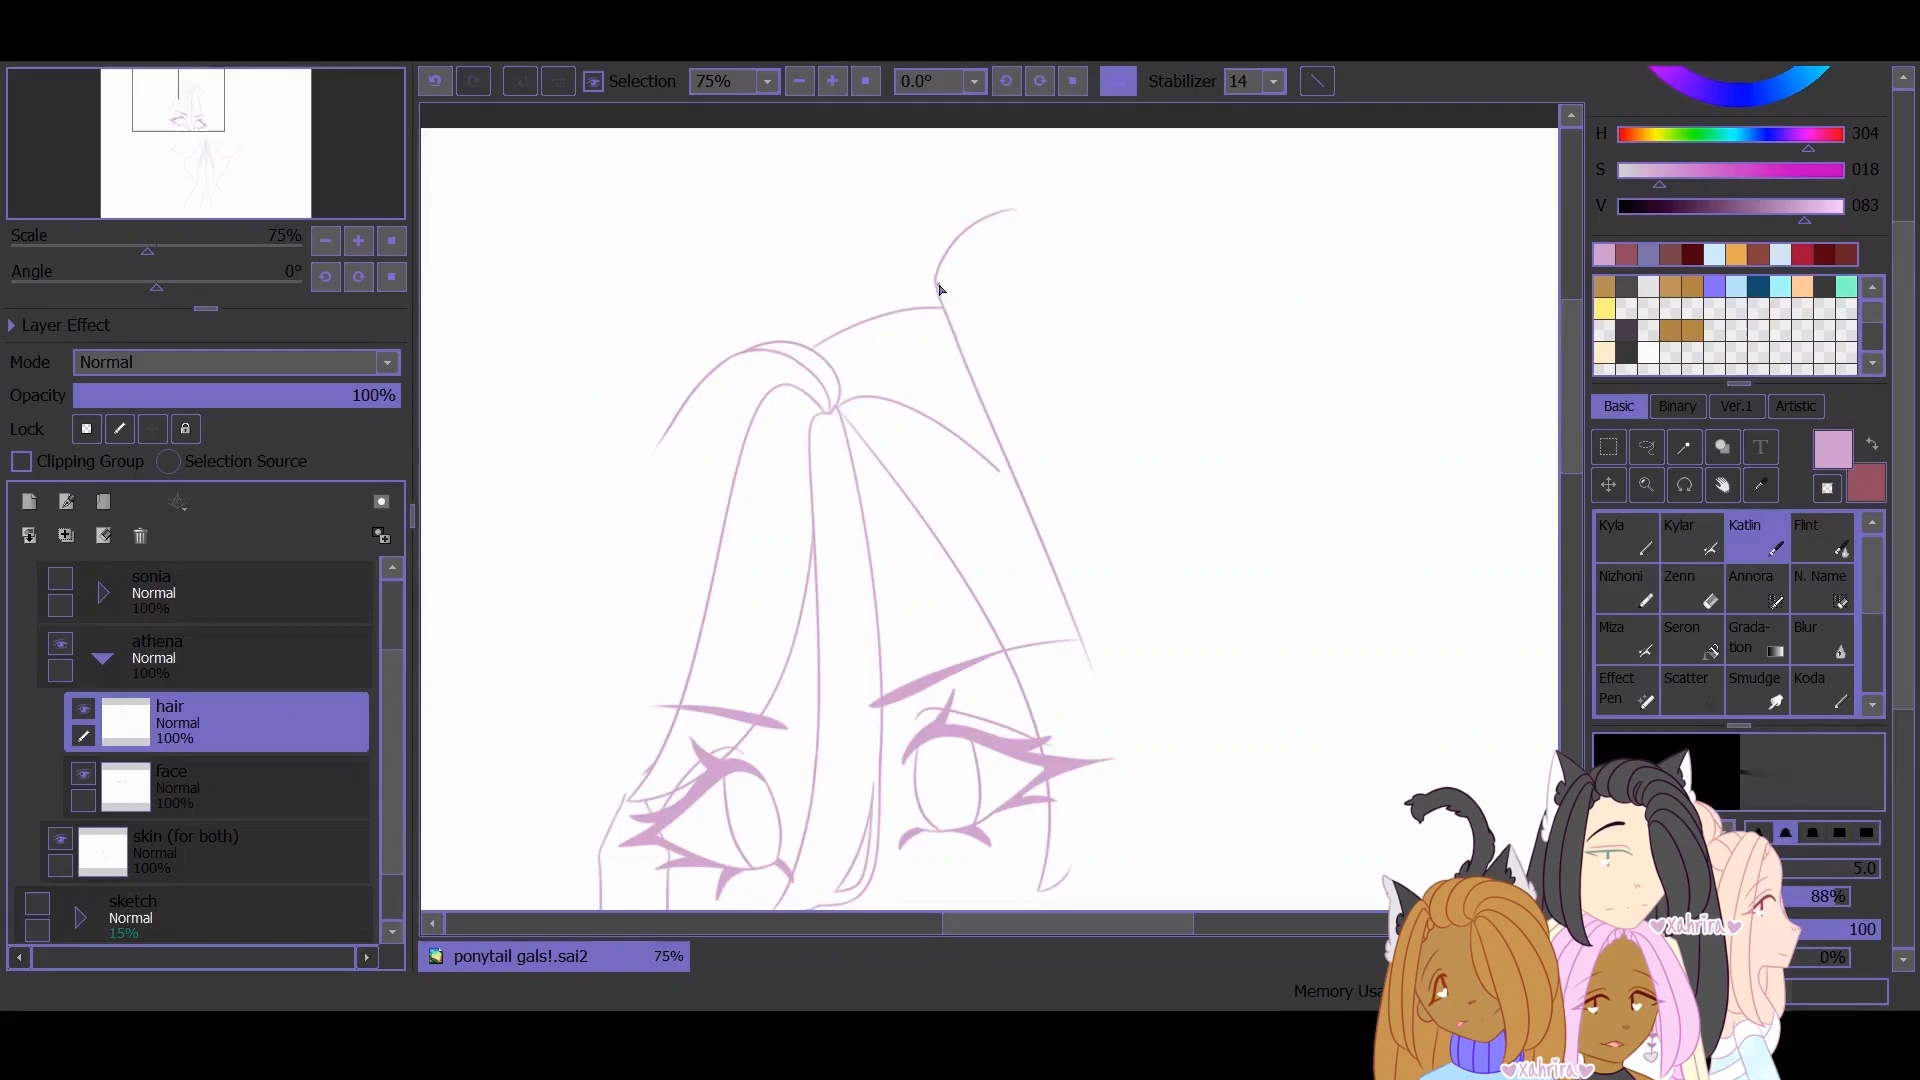 Selection 75% 0.0° Stabilizer 14
Scale 75%
Angle 0°
Layer Effect
Mode Normal
Opacity 100%
Lock
Clipping Group Selection Source
sonia
Normal
100%
athena
Normal
100%
hair
Normal
100%
face
Normal
100%
skin (for both)
Normal
100%
sketch
Normal
15%
ponytail gals!.sai2 75%
H 304
S 018
V 083
Basic Binary Ver.1 Artistic
T
Kyla Kylar Katlin Flint
Nizhoni Zenn Annora N. Name
Miza Seron Grada-
tion Blur
Effect
Pen Scatter Smudge Koda
5.0
88%
100
0%
Memory Usa
xahrira
xahrira